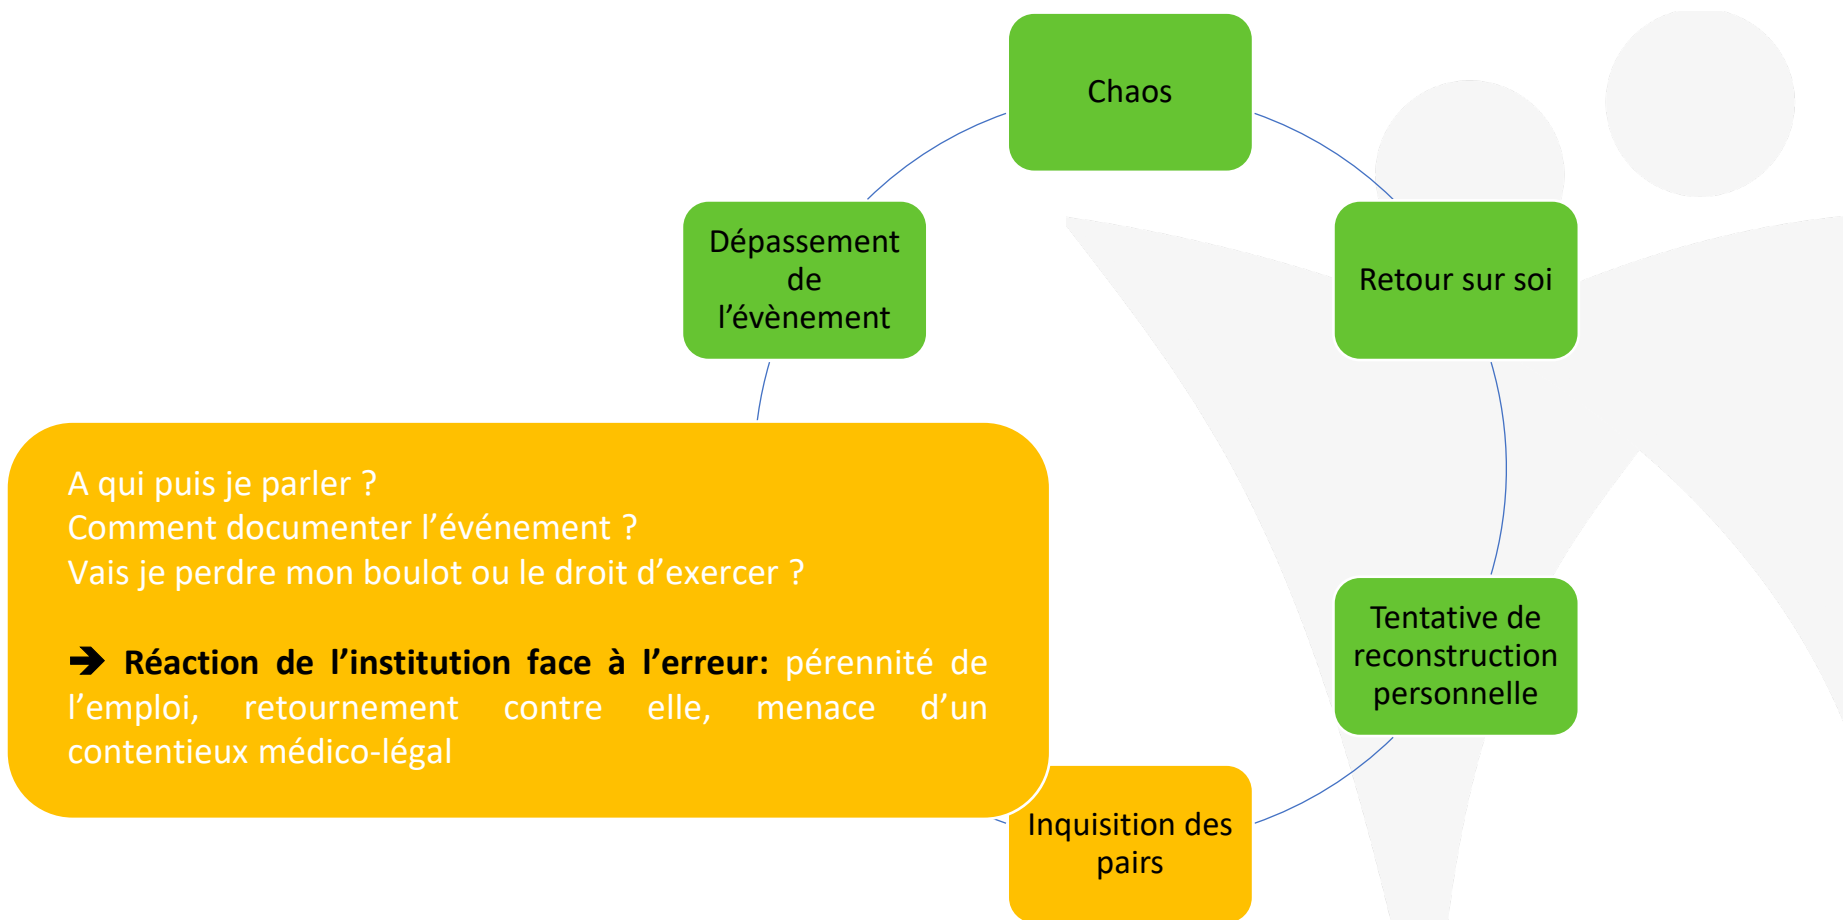 Chaos
Retour sur soi
Tentative de
reconstruction
personnelle
Inquisition des
pairs
A qui puis je parler ?
Comment documenter l’événement ?
Vais je perdre mon boulot ou le droit d’exercer ?
➔ Réaction de l’institution face à l’erreur: pérennité de
l’emploi, retournement contre elle, menace d’un
contentieux médico-légal
Dépassement
de
l’évènement